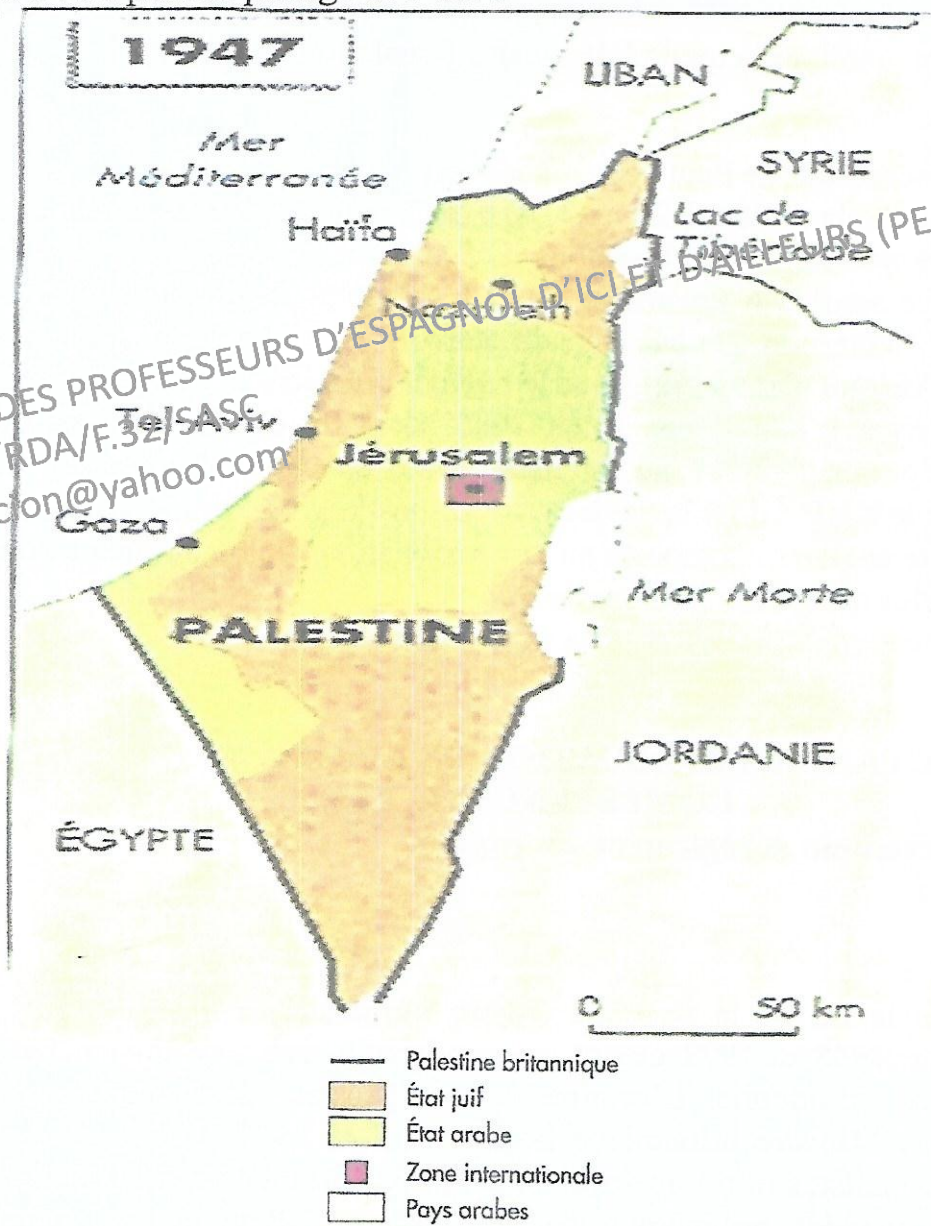 1947
LIBAN
Mer
Méditerranée
SYRIE
Haïfa
Lac de
Tibériade
Nazareth
DES PROFESSEURS D'ESPAGNOL D'ICI ET D'AILLEURS (PE
Tel-Aviv
RDA/F.32/SASC
Jérusalem
cion@yahoo.com
Gaza
Mer Morte
PALESTINE
JORDANIE
ÉGYPTE
0 50 km
Palestine britannique
État juif
État arabe
Zone internationale
Pays arabes